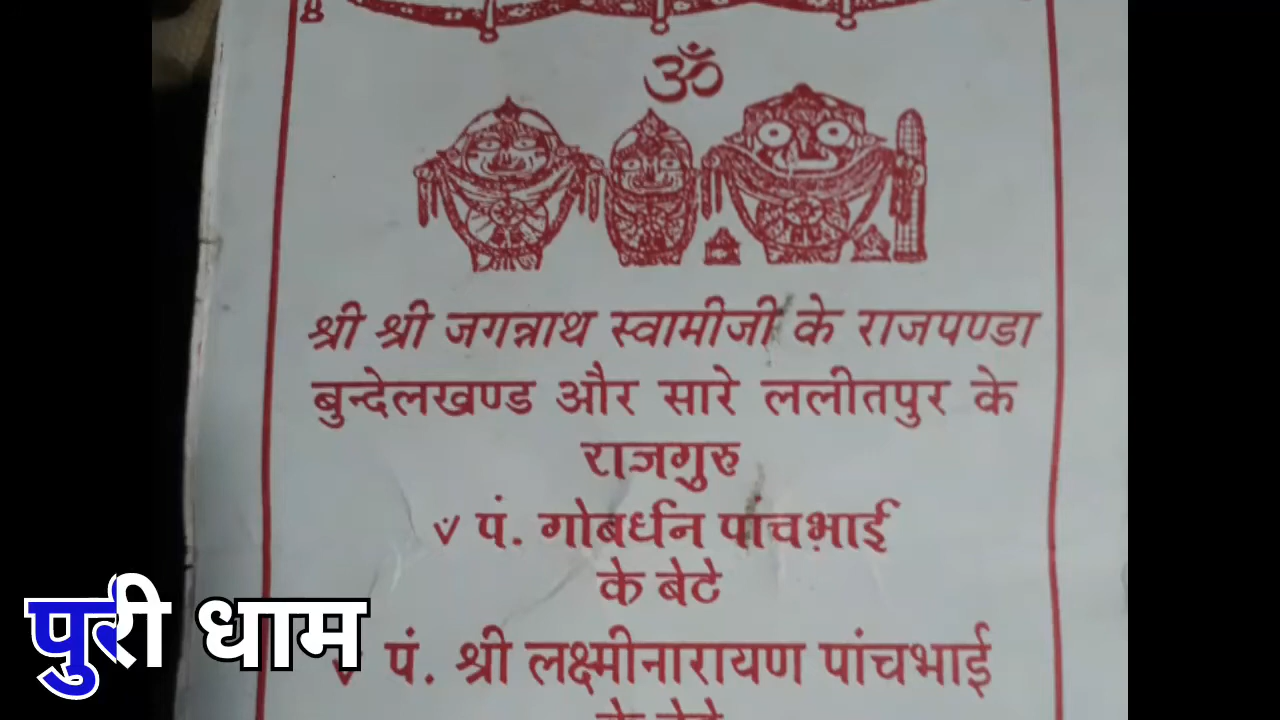 ॐ
श्री श्री जगन्नाथ स्वामीजी के राजपण्डा
बुन्देलखण्ड और सारे ललीतपुर के
राजगुरु
पं. गोबर्धन पांचभाई
के बेटे
पं. श्री लक्ष्मीनारायण पांचभाई
के बेटे
पुरी धाम